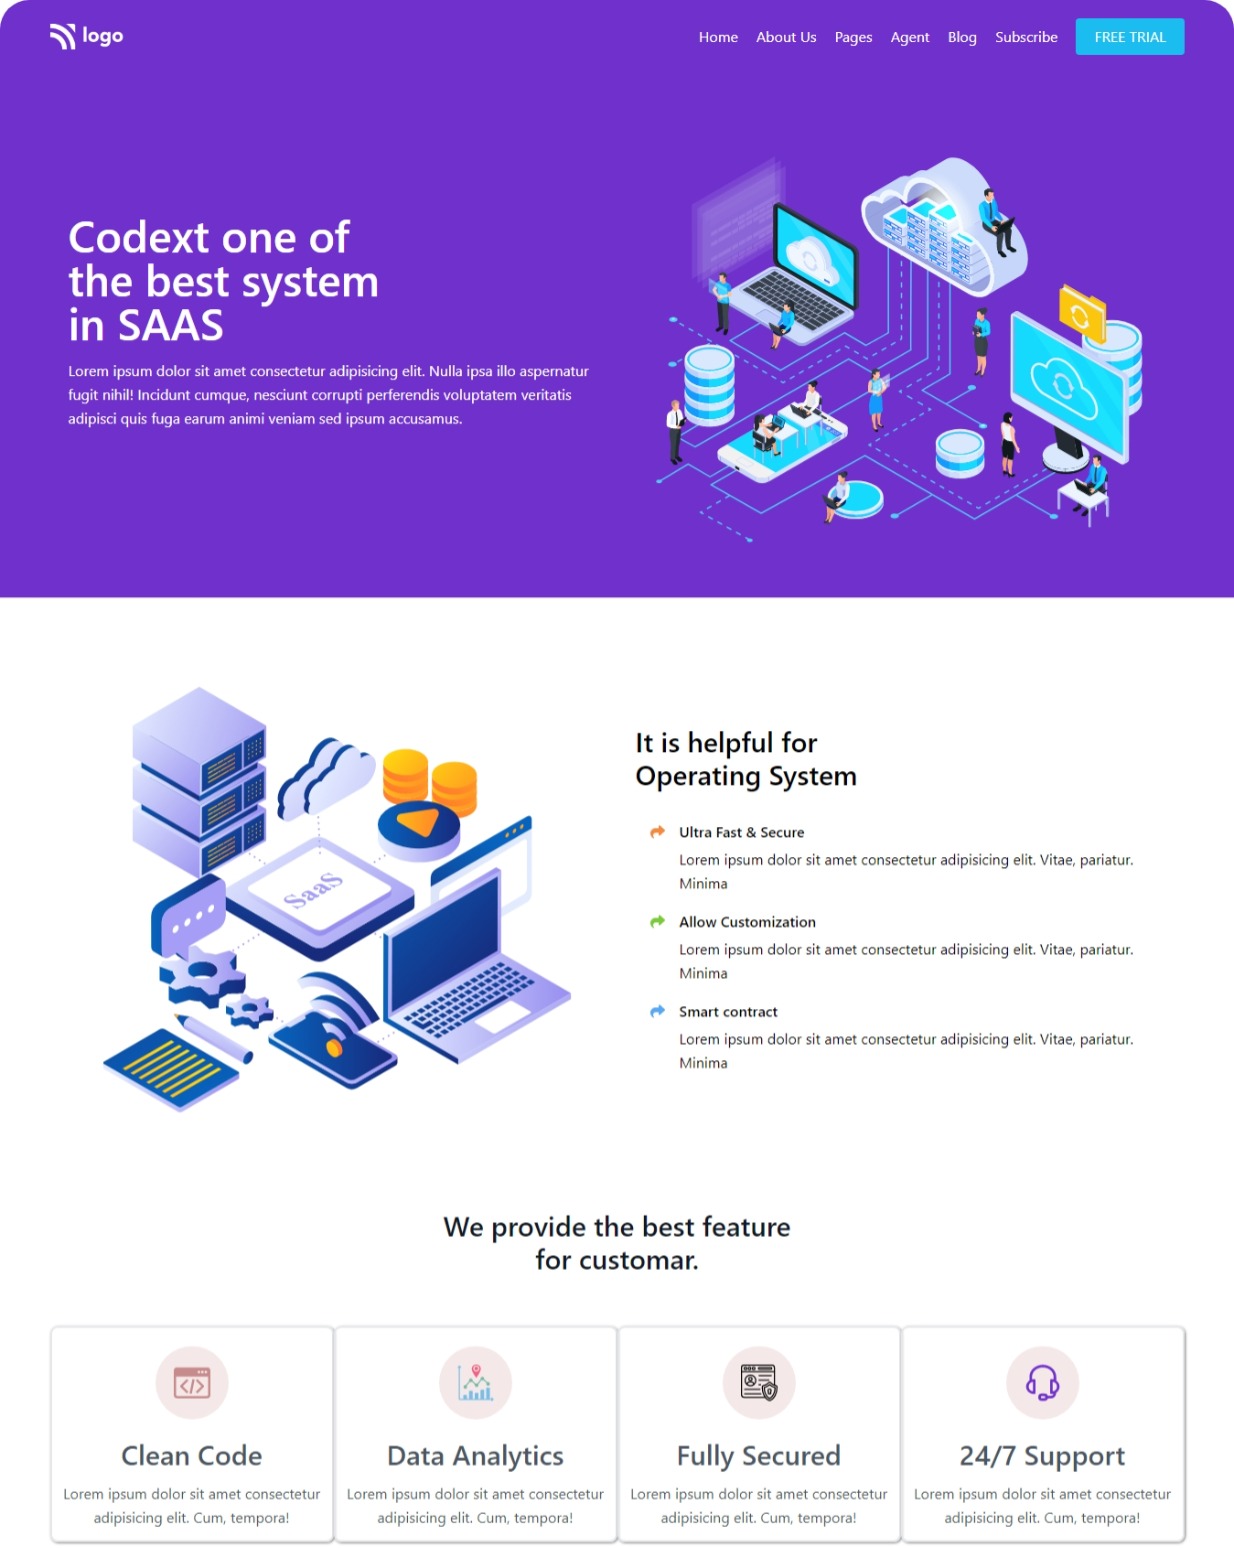 logo
Home About Us Pages Agent Blog Subscribe FREE TRIAL
Codext one of
the best system
in SAAS
Lorem ipsum dolor sit amet consectetur adipisicing elit. Nulla ipsa illo aspernatur
fugit nihil! Incidunt cumque, nesciunt corrupti perferendis voluptatem veritatis
adipisci quis fuga earum animi veniam sed ipsum accusamus.
SaaS
It is helpful for
Operating System
Ultra Fast & Secure
Lorem ipsum dolor sit amet consectetur adipisicing elit. Vitae, pariatur.
Minima
Allow Customization
Lorem ipsum dolor sit amet consectetur adipisicing elit. Vitae, pariatur.
Minima
Smart contract
Lorem ipsum dolor sit amet consectetur adipisicing elit. Vitae, pariatur.
Minima
We provide the best feature
for customar.
Clean Code
Lorem ipsum dolor sit amet consectetur
adipisicing elit. Cum, tempora!
Data Analytics
Lorem ipsum dolor sit amet consectetur
adipisicing elit. Cum, tempora!
Fully Secured
Lorem ipsum dolor sit amet consectetur
adipisicing elit. Cum, tempora!
24/7 Support
Lorem ipsum dolor sit amet consectetur
adipisicing elit. Cum, tempora!